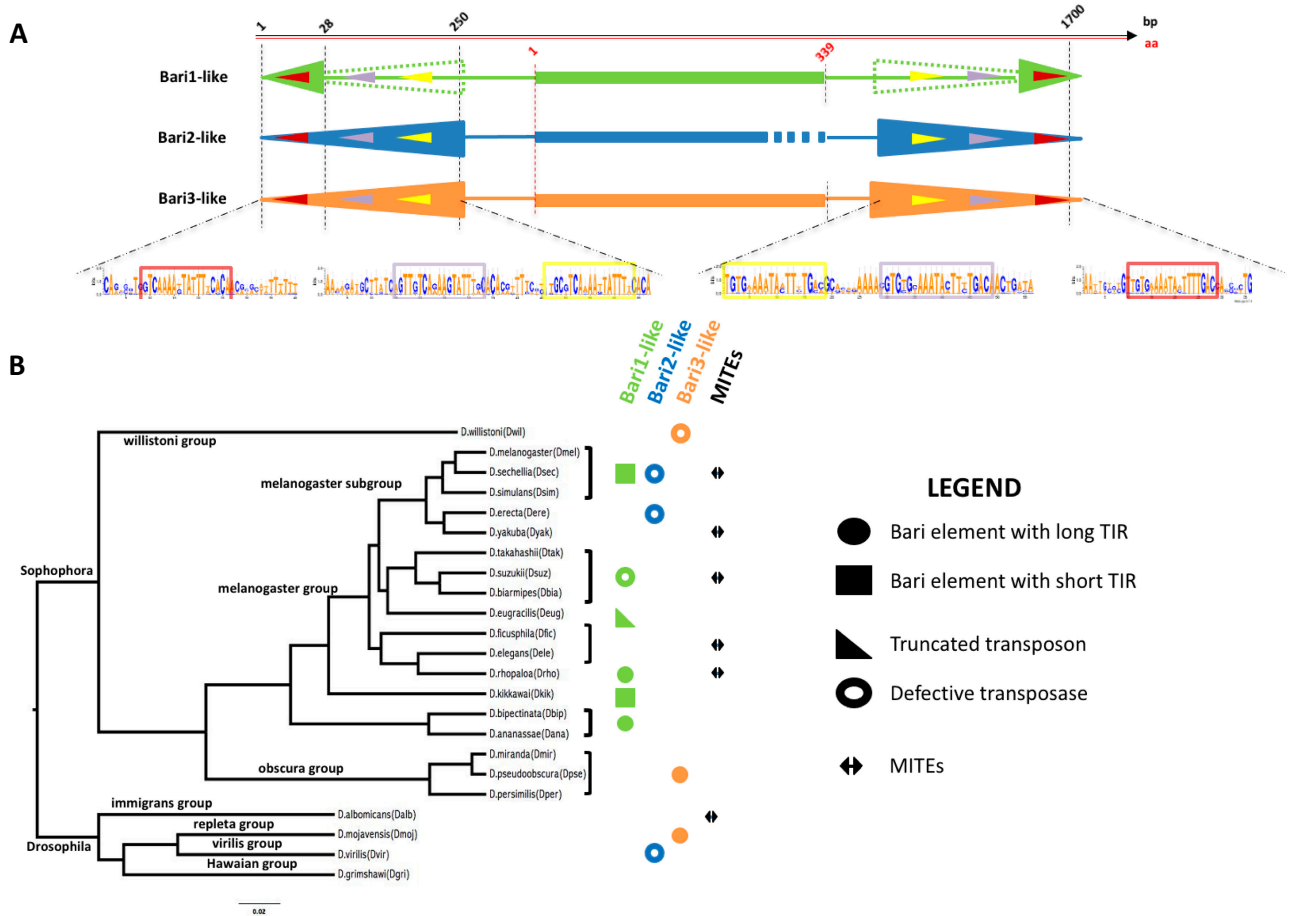 A
1
28
250
1700
bp
aa
1
339
Bari1-like
Bari2-like
Bari3-like
B
Bari1-like
Bari2-like
Bari3-like
MITEs
willistoni group
D.willistoni(Dwil)
D.melanogaster(Dmel)
melanogaster subgroup
D.sechellia(Dsec)
D.simulans(Dsim)
D.erecta(Dere)
D.yakuba(Dyak)
D.takahashii(Dtak)
Sophophora
D.suzukii(Dsuz)
melanogaster group
D.biarmipes(Dbia)
D.eugracilis(Deug)
D.ficusphila(Dfic)
D.elegans(Dele)
D.rhopaloa(Drho)
D.kikkawai(Dkik)
D.bipectinata(Dbip)
D.ananassae(Dana)
D.miranda(Dmir)
obscura group
D.pseudoobscura(Dpse)
D.persimilis(Dper)
immigrans group
D.albomicans(Dalb)
repleta group
D.mojavensis(Dmoj)
Drosophila
virilis group
D.virilis(Dvir)
Hawaian group
D.grimshawi(Dgri)
0.02
LEGEND
Bari element with long TIR
Bari element with short TIR
Truncated transposon
Defective transposase
MITEs